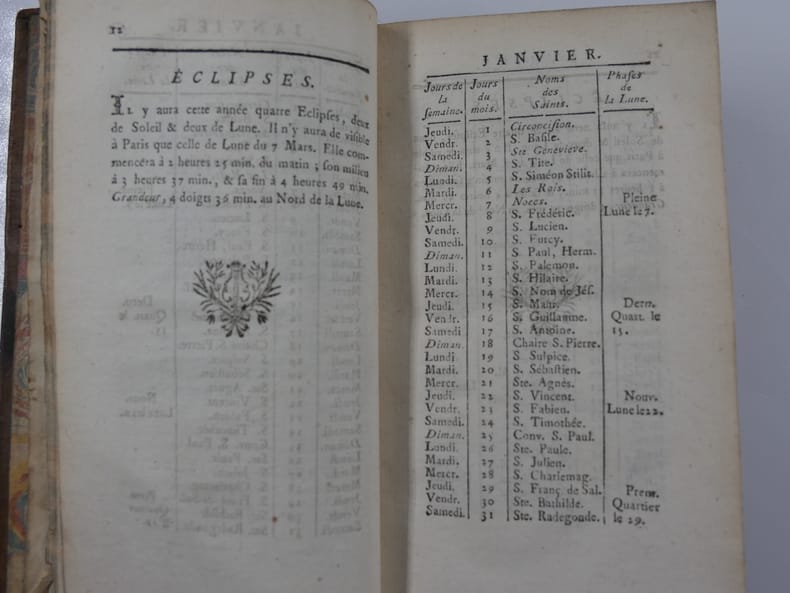 12
ÉCLIPSES.
IL y aura cette année quatre Eclipses, deux
de Soleil & deux de Lune. Il n'y aura de visible
à Paris que celle de Lune du 7 Mars. Elle com-
mencera à 2 heures 25 min. du matin; son milieu
à 3 heures 37 min., & sa fin à 4 heures 49 min.
Grandeur, 4 doigts 36 min. au Nord de la Lune.
JANVIER.
Jours de la semaine. Jours du mois. Noms des Saints. Phases de la Lune.
Jeudi. 1 Circoncision.
Vendr. 2 S. Basile.
Samedi. 3 Ste Genevieve.
Diman. 4 S. Tite.
Lundi. 5 S. Siméon Stilit.
Mardi. 6 Les Rois.
Mercr. 7 Noces. Pleine
Jeudi. 8 S. Fréderic. Lune le 7.
Vendr. 9 S. Lucien.
Samedi. 10 S. Furcy.
Diman. 11 S. Paul, Herm.
Lundi. 12 S. Palemon.
Mardi. 13 S. Hilaire.
Mercr. 14 S. Nom de Jés.
Jeudi. 15 S. Dern.
Vendr. 16 S. Guillaume. Quart. le
Samedi 17 S. Antoine. 15.
Diman. 18 Chaire S. Pierre.
Lundi. 19 S. Sulpice.
Mardi. 20 S. Sébastien.
Mercr. 21 Ste. Agnès.
Jeudi. 22 S. Vincent. Nouv.
Vendr. 23 S. Fabien. Lune le 22.
Samedi. 24 S. Timothée.
Diman. 25 Conv. S. Paul.
Lundi. 26 Ste. Paule.
Mardi. 27 S. Julien.
Mercr. 28 S. Charlemag.
Jeudi. 29 S. Franç. de Sal. Prem.
Vendr. 30 Ste. Bathilde. Quartier
Samedi. 31 Ste. Radegonde. le 29.